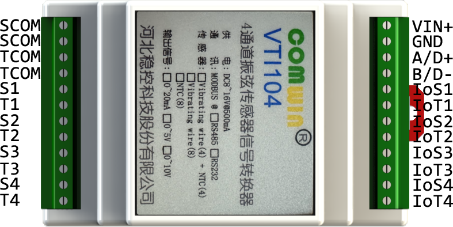 SCOM
SCOM
TCOM
TCOM
S1
T1
S2
T2
S3
T3
S4
T4
COMWIN®
VTI104
4通道振弦传感器信号转换器
供 电: DC8~16V@500mA
通 讯: MODBUS @ □RS485 □RS232
传感器: □Vibrating wire(4) + NTC(4)
□Vibrating wire(8)
□NTC(8)
输出信号: □0~20mA □0~5V □0~10V
河北稳控科技股份有限公司
VIN+
GND
A/D+
B/D-
IoS1
IoT1
IoS2
IoT2
IoS3
IoT3
IoS4
IoT4